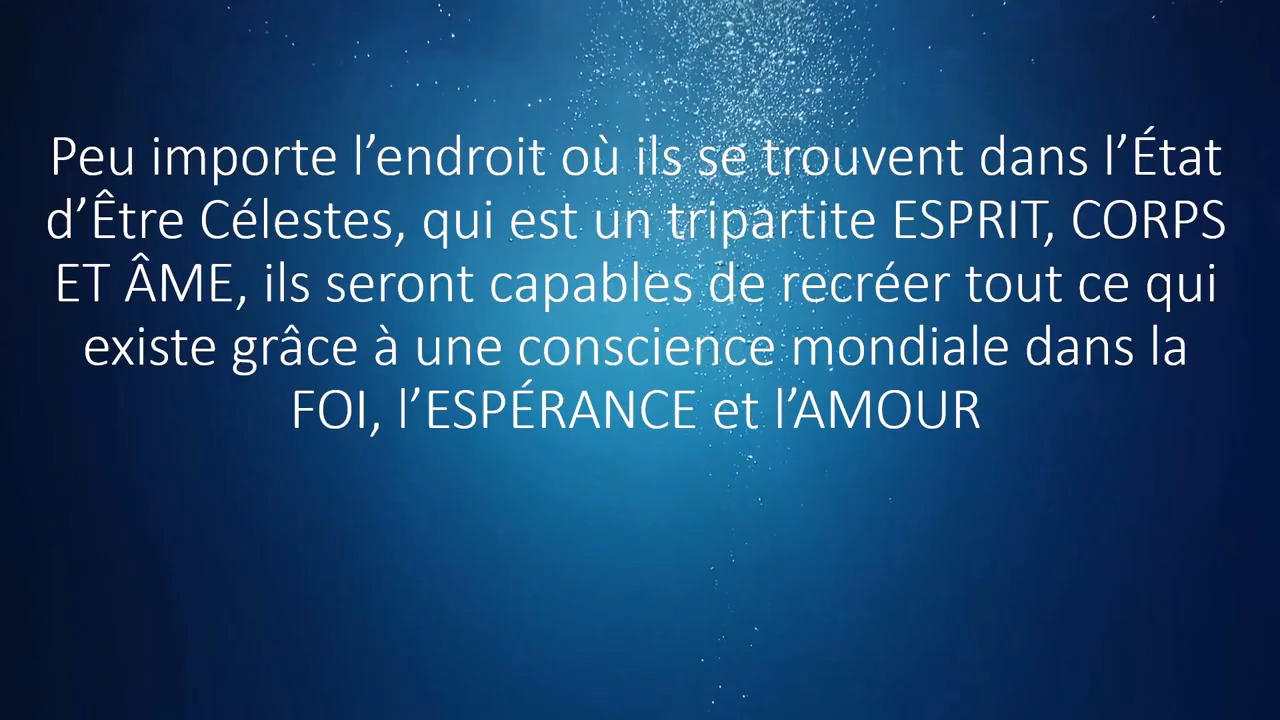 Peu importe l’endroit où ils se trouvent dans l’État
d’Être Célestes, qui est un tripartite ESPRIT, CORPS
ET ÂME, ils seront capables de recréer tout ce qui
existe grâce à une conscience mondiale dans la
FOI, l’ESPÉRANCE et l’AMOUR